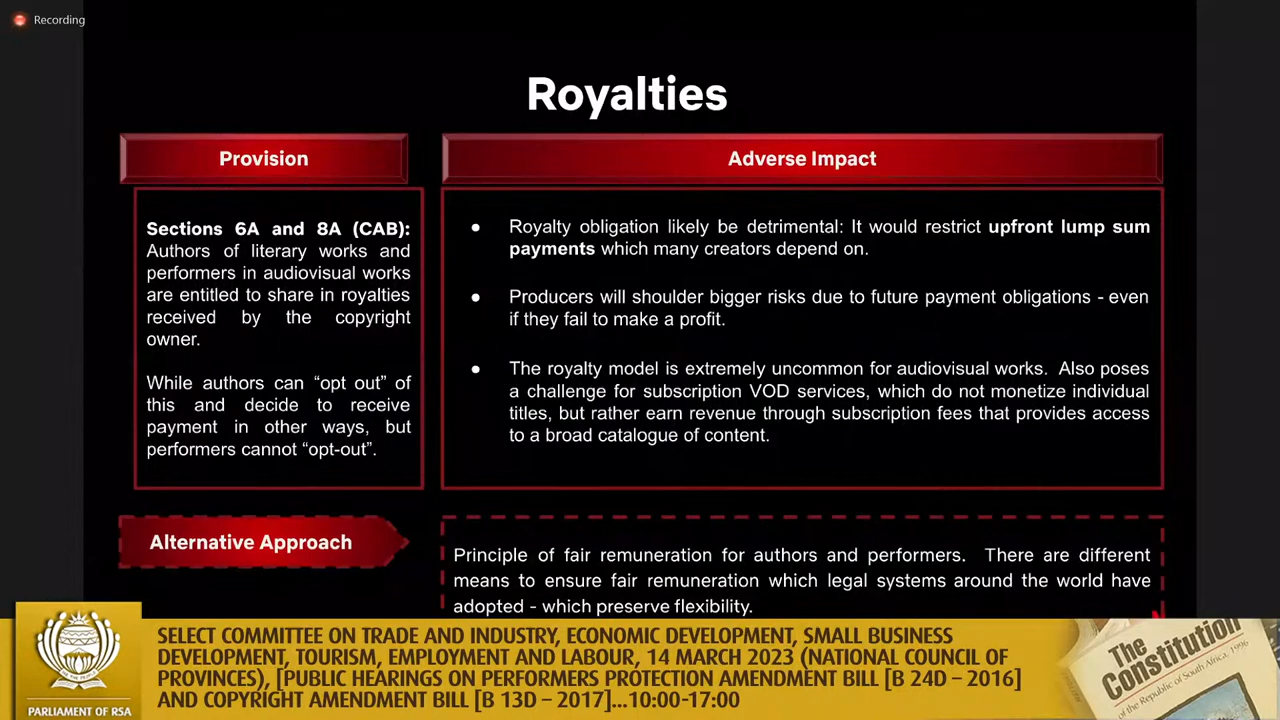 Recording
Royalties
Provision
Adverse Impact
Sections 6A and 8A (CAB):
Authors of literary works and
performers in audiovisual works
are entitled to share in royalties
received by the copyright
owner.
While authors can “opt out” of
this and decide to receive
payment in other ways, but
performers cannot “opt-out”.
● Royalty obligation likely be detrimental: It would restrict upfront lump sum
payments which many creators depend on.
● Producers will shoulder bigger risks due to future payment obligations - even
if they fail to make a profit.
● The royalty model is extremely uncommon for audiovisual works. Also poses
a challenge for subscription VOD services, which do not monetize individual
titles, but rather earn revenue through subscription fees that provides access
to a broad catalogue of content.
Alternative Approach
Principle of fair remuneration for authors and performers. There are different
means to ensure fair remuneration which legal systems around the world have
adopted - which preserve flexibility.
SELECT COMMITTEE ON TRADE AND INDUSTRY, ECONOMIC DEVELOPMENT, SMALL BUSINESS
DEVELOPMENT, TOURISM, EMPLOYMENT AND LABOUR, 14 MARCH 2023 (NATIONAL COUNCIL OF
PROVINCES), [PUBLIC HEARINGS ON PERFORMERS PROTECTION AMENDMENT BILL [B 24D – 2016]
AND COPYRIGHT AMENDMENT BILL [B 13D – 2017]...10:00-17:00
PARLIAMENT OF RSA
The
Constitution
of the Republic of South Africa, 1996